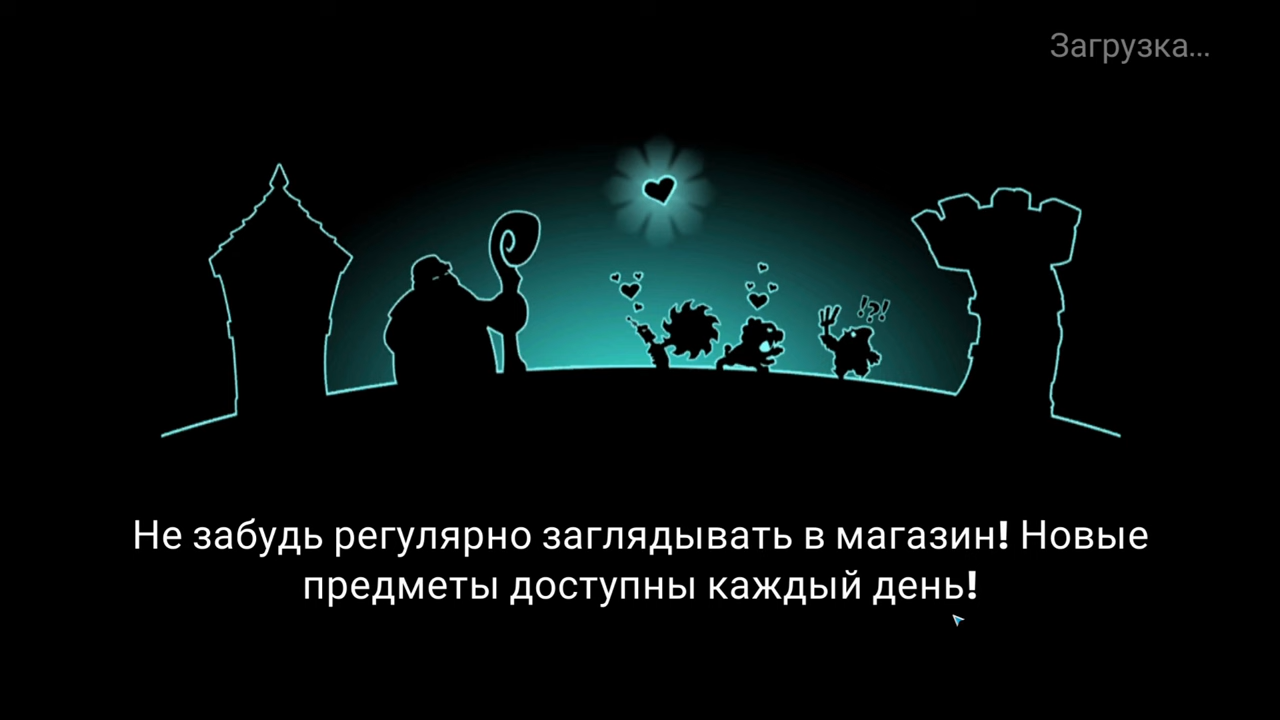 Загрузка...
!?!
Не забудь регулярно заглядывать в магазин! Новые
предметы доступны каждый день!